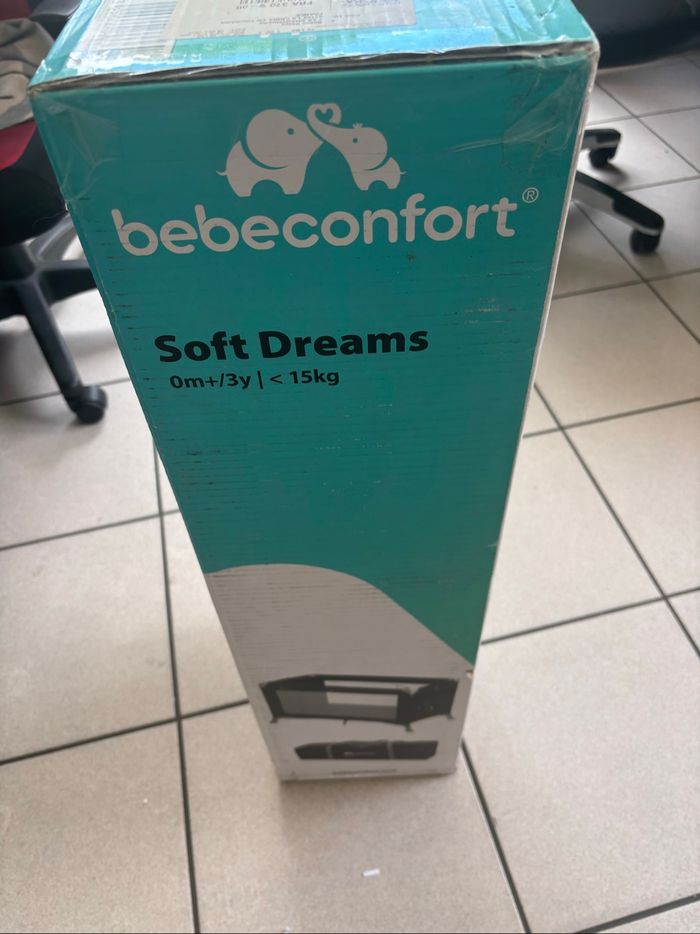 bebeconfort®
Soft Dreams
0m+/3y | < 15kg